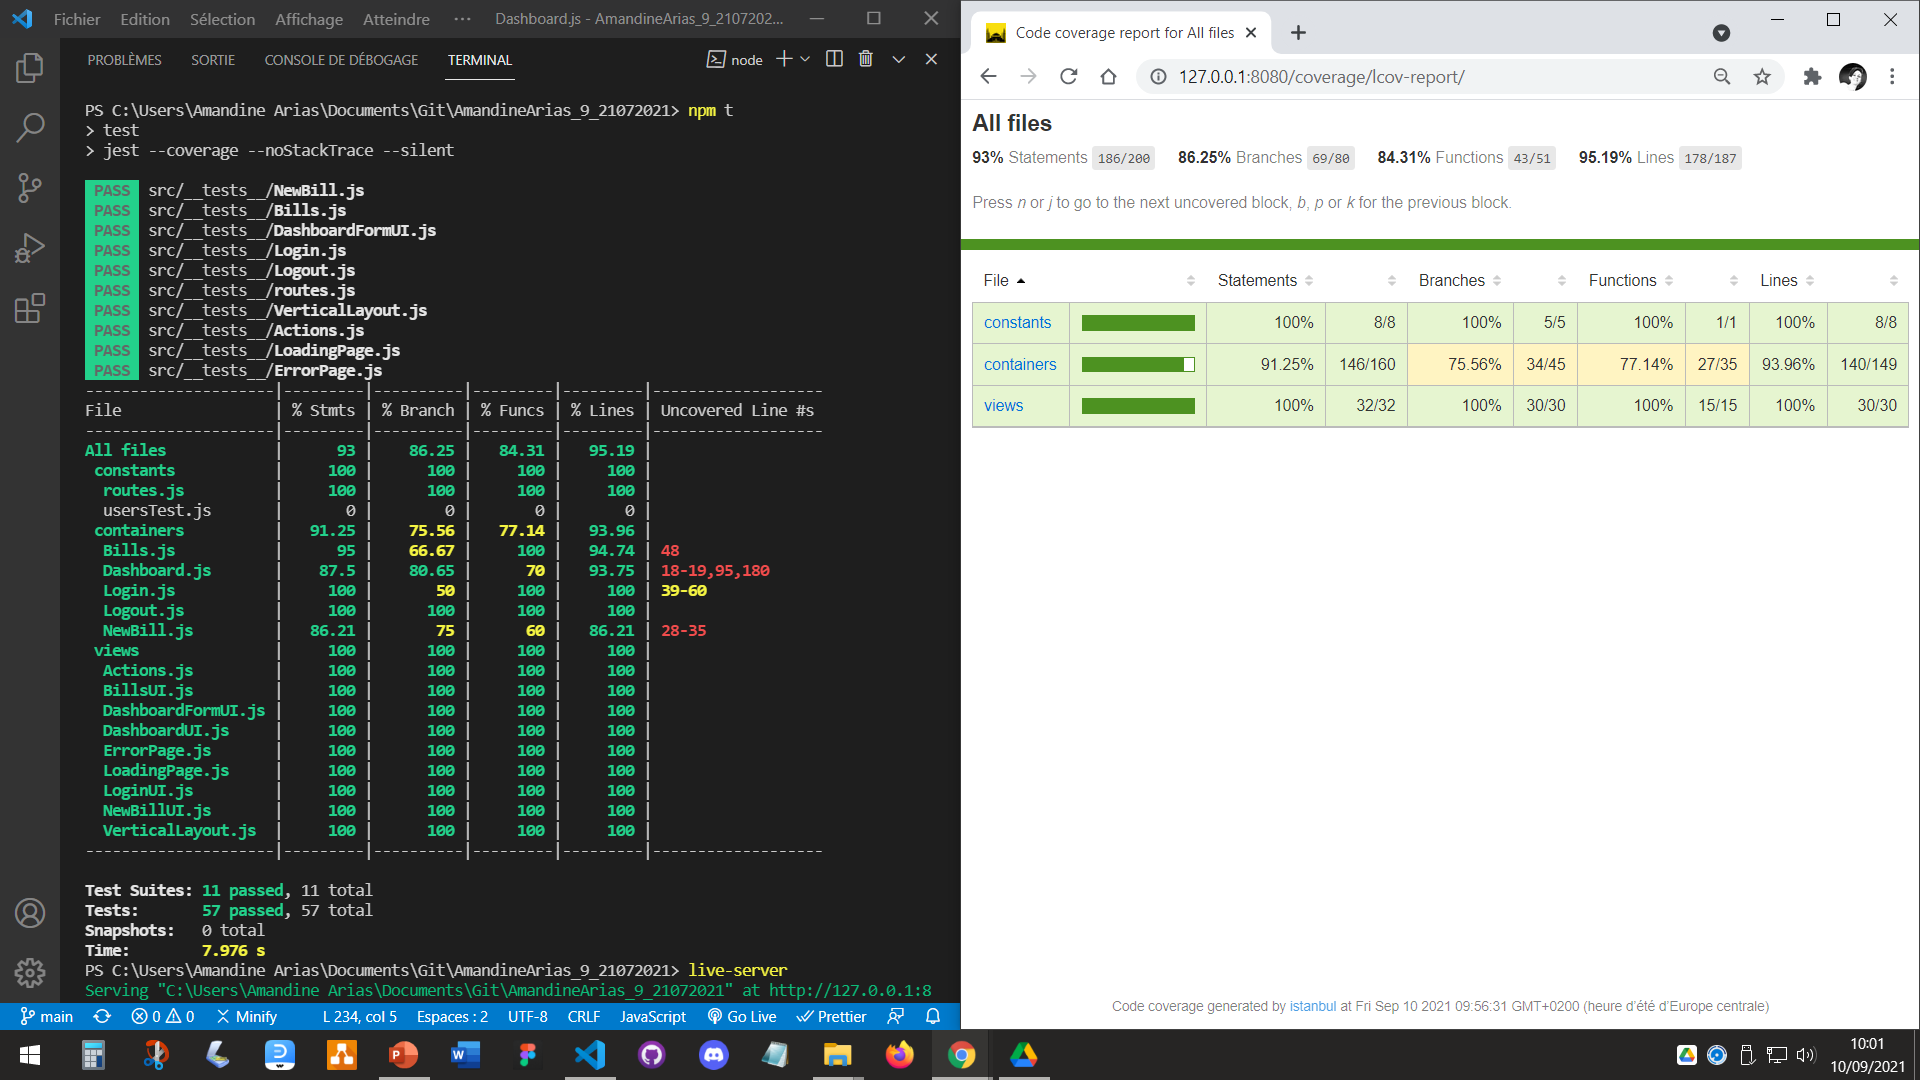 Fichier Edition Sélection Affichage Atteindre ··· Dashboard.js - AmandineArias_9_2107202...
PROBLÈMES SORTIE CONSOLE DE DÉBOGAGE TERMINAL node
PS C:\Users\Amandine Arias\Documents\Git\AmandineArias_9_21072021> npm t
> test
> jest --coverage --noStackTrace --silent
PASS src/__tests__/NewBill.js
PASS src/__tests__/Bills.js
PASS src/__tests__/DashboardFormUI.js
PASS src/__tests__/Login.js
PASS src/__tests__/Logout.js
PASS src/__tests__/routes.js
PASS src/__tests__/VerticalLayout.js
PASS src/__tests__/Actions.js
PASS src/__tests__/LoadingPage.js
PASS src/__tests__/ErrorPage.js
---------------------|---------|----------|---------|---------|-------------------
File | % Stmts | % Branch | % Funcs | % Lines | Uncovered Line #s
---------------------|---------|----------|---------|---------|-------------------
All files | 93 | 86.25 | 84.31 | 95.19 |
constants | 100 | 100 | 100 | 100 |
routes.js | 100 | 100 | 100 | 100 |
usersTest.js | 0 | 0 | 0 | 0 |
containers | 91.25 | 75.56 | 77.14 | 93.96 |
Bills.js | 95 | 66.67 | 100 | 94.74 | 48
Dashboard.js | 87.5 | 80.65 | 70 | 93.75 | 18-19,95,180
Login.js | 100 | 50 | 100 | 100 | 39-60
Logout.js | 100 | 100 | 100 | 100 |
NewBill.js | 86.21 | 75 | 60 | 86.21 | 28-35
views | 100 | 100 | 100 | 100 |
Actions.js | 100 | 100 | 100 | 100 |
BillsUI.js | 100 | 100 | 100 | 100 |
DashboardFormUI.js | 100 | 100 | 100 | 100 |
DashboardUI.js | 100 | 100 | 100 | 100 |
ErrorPage.js | 100 | 100 | 100 | 100 |
LoadingPage.js | 100 | 100 | 100 | 100 |
LoginUI.js | 100 | 100 | 100 | 100 |
NewBillUI.js | 100 | 100 | 100 | 100 |
VerticalLayout.js | 100 | 100 | 100 | 100 |
---------------------|---------|----------|---------|---------|-------------------
Test Suites: 11 passed, 11 total
Tests: 57 passed, 57 total
Snapshots: 0 total
Time: 7.976 s
PS C:\Users\Amandine Arias\Documents\Git\AmandineArias_9_21072021> live-server
Serving "C:\Users\Amandine Arias\Documents\Git\AmandineArias_9_21072021" at http://127.0.0.1:8
main 0 0 Minify L 234, col 5 Espaces : 2 UTF-8 CRLF JavaScript Go Live Prettier
Code coverage report for All files
127.0.0.1:8080/coverage/lcov-report/
All files
93% Statements 186/200 86.25% Branches 69/80 84.31% Functions 43/51 95.19% Lines 178/187
Press n or j to go to the next uncovered block, b, p or k for the previous block.
File Statements Branches Functions Lines
constants 100% 8/8 100% 5/5 100% 1/1 100% 8/8
containers 91.25% 146/160 75.56% 34/45 77.14% 27/35 93.96% 140/149
views 100% 32/32 100% 30/30 100% 15/15 100% 30/30
Code coverage generated by istanbul at Fri Sep 10 2021 09:56:31 GMT+0200 (heure d'été d'Europe centrale)
10:01
10/09/2021